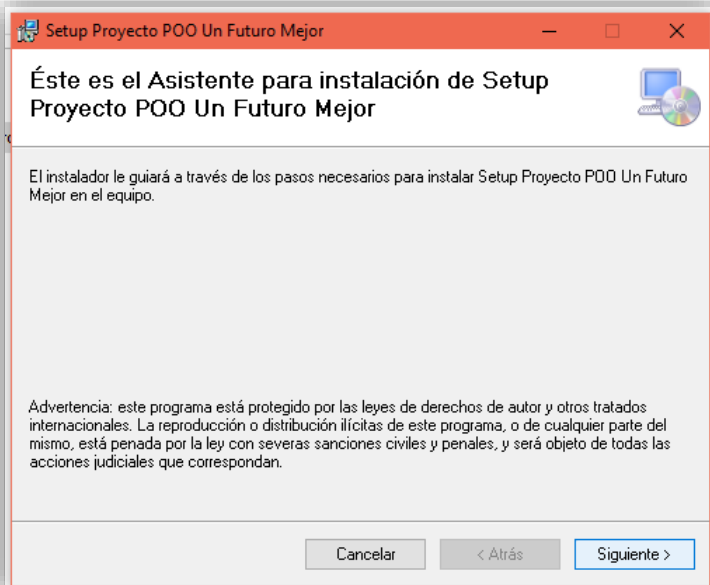 Setup Proyecto POO Un Futuro Mejor
Éste es el Asistente para instalación de Setup
Proyecto POO Un Futuro Mejor
El instalador le guiará a través de los pasos necesarios para instalar Setup Proyecto POO Un Futuro
Mejor en el equipo.
Advertencia: este programa está protegido por las leyes de derechos de autor y otros tratados
internacionales. La reproducción o distribución ilícitas de este programa, o de cualquier parte del
mismo, está penada por la ley con severas sanciones civiles y penales, y será objeto de todas las
acciones judiciales que correspondan.
Cancelar
< Atrás
Siguiente >